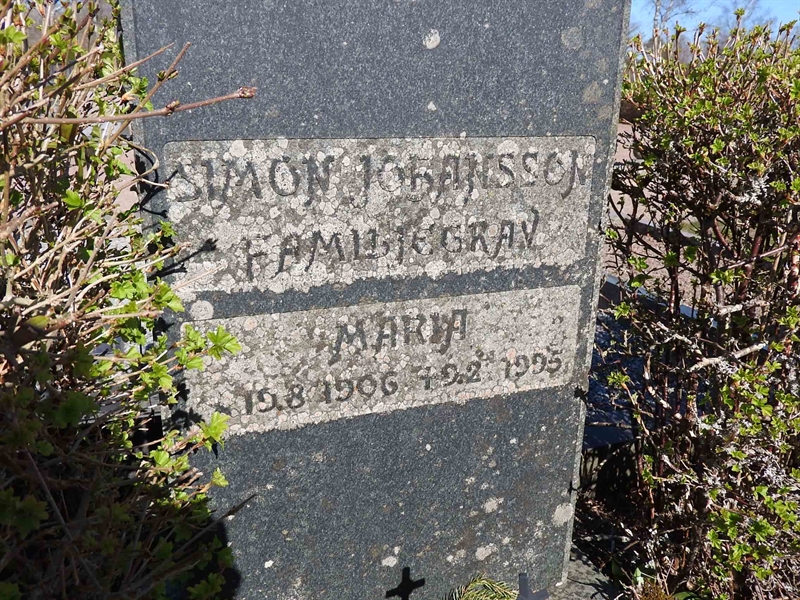 SIMON JOHANSSON
FAMILJEGRAV
MARIA
19.8 1906 †9.2 1995